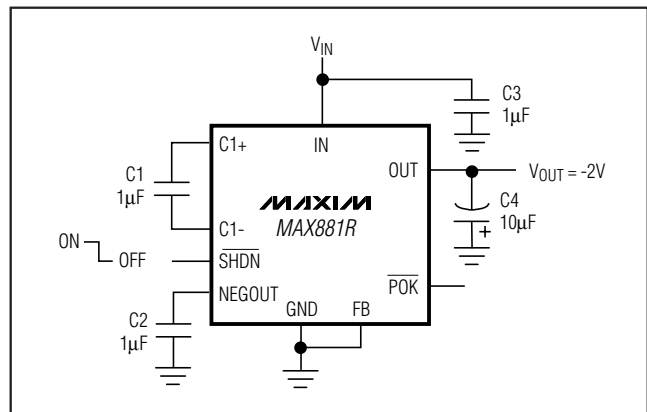 VIN
C3
1µF
C1+
IN
OUT
VOUT = -2V
C1
1µF
MAXIM
MAX881R
C4
10µF
+
C1-
ON
OFF
SHDN
POK
NEGOUT
GND
FB
C2
1µF